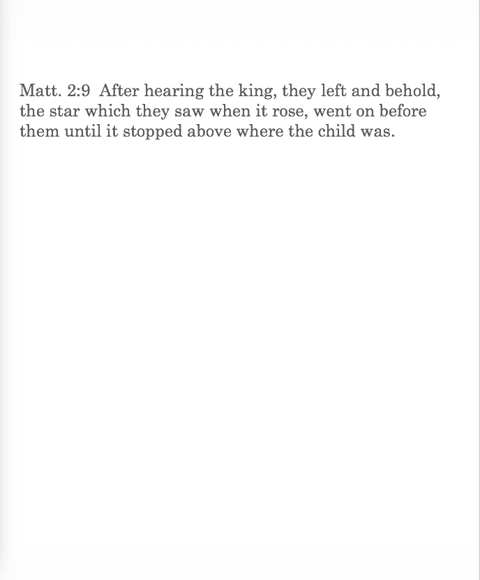 Matt. 2:9  After hearing the king, they left and behold,
the star which they saw when it rose, went on before
them until it stopped above where the child was.